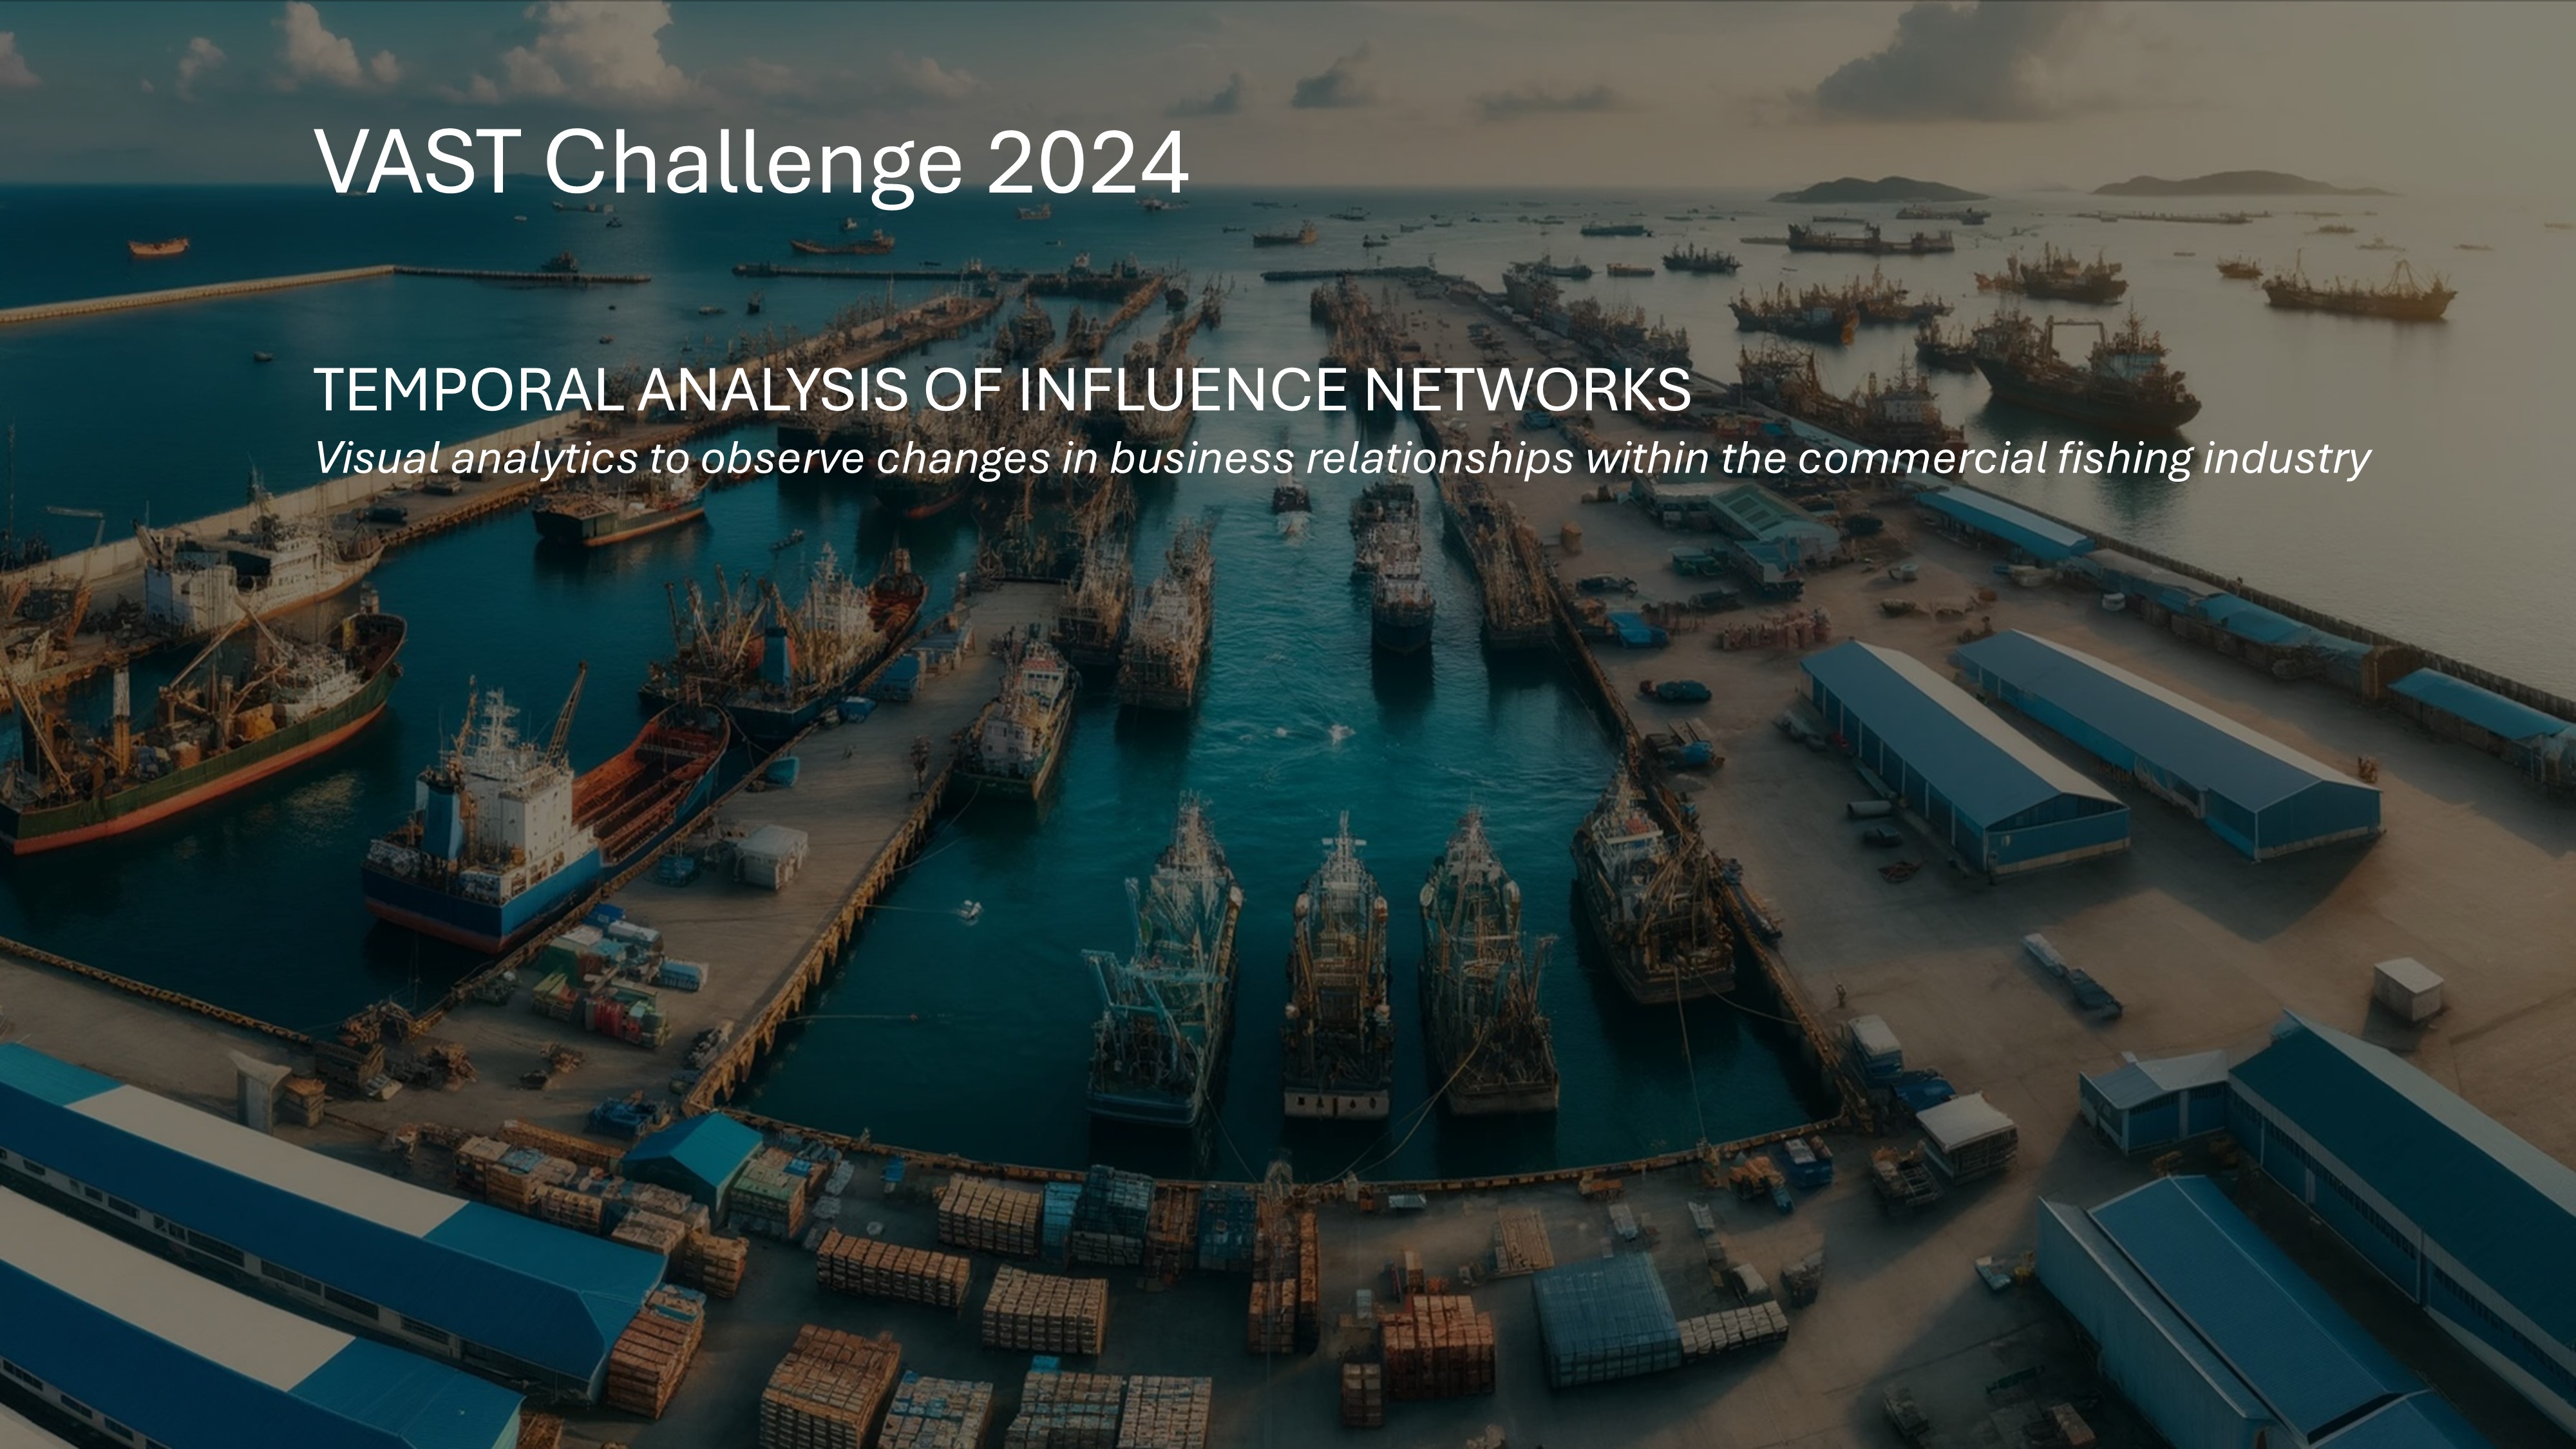 VAST Challenge 2024
TEMPORAL ANALYSIS OF INFLUENCE NETWORKS
Visual analytics to observe changes in business relationships within the commercial fishing industry